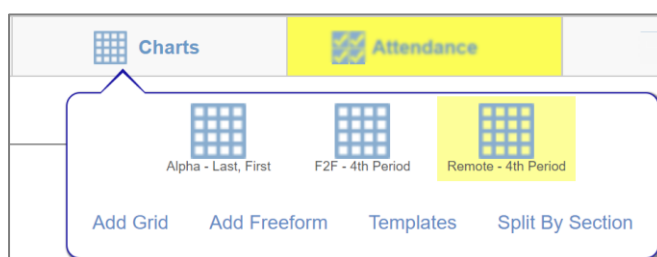 Charts Attendance
Alpha - Last, First F2F - 4th Period Remote - 4th Period
Add Grid Add Freeform Templates Split By Section